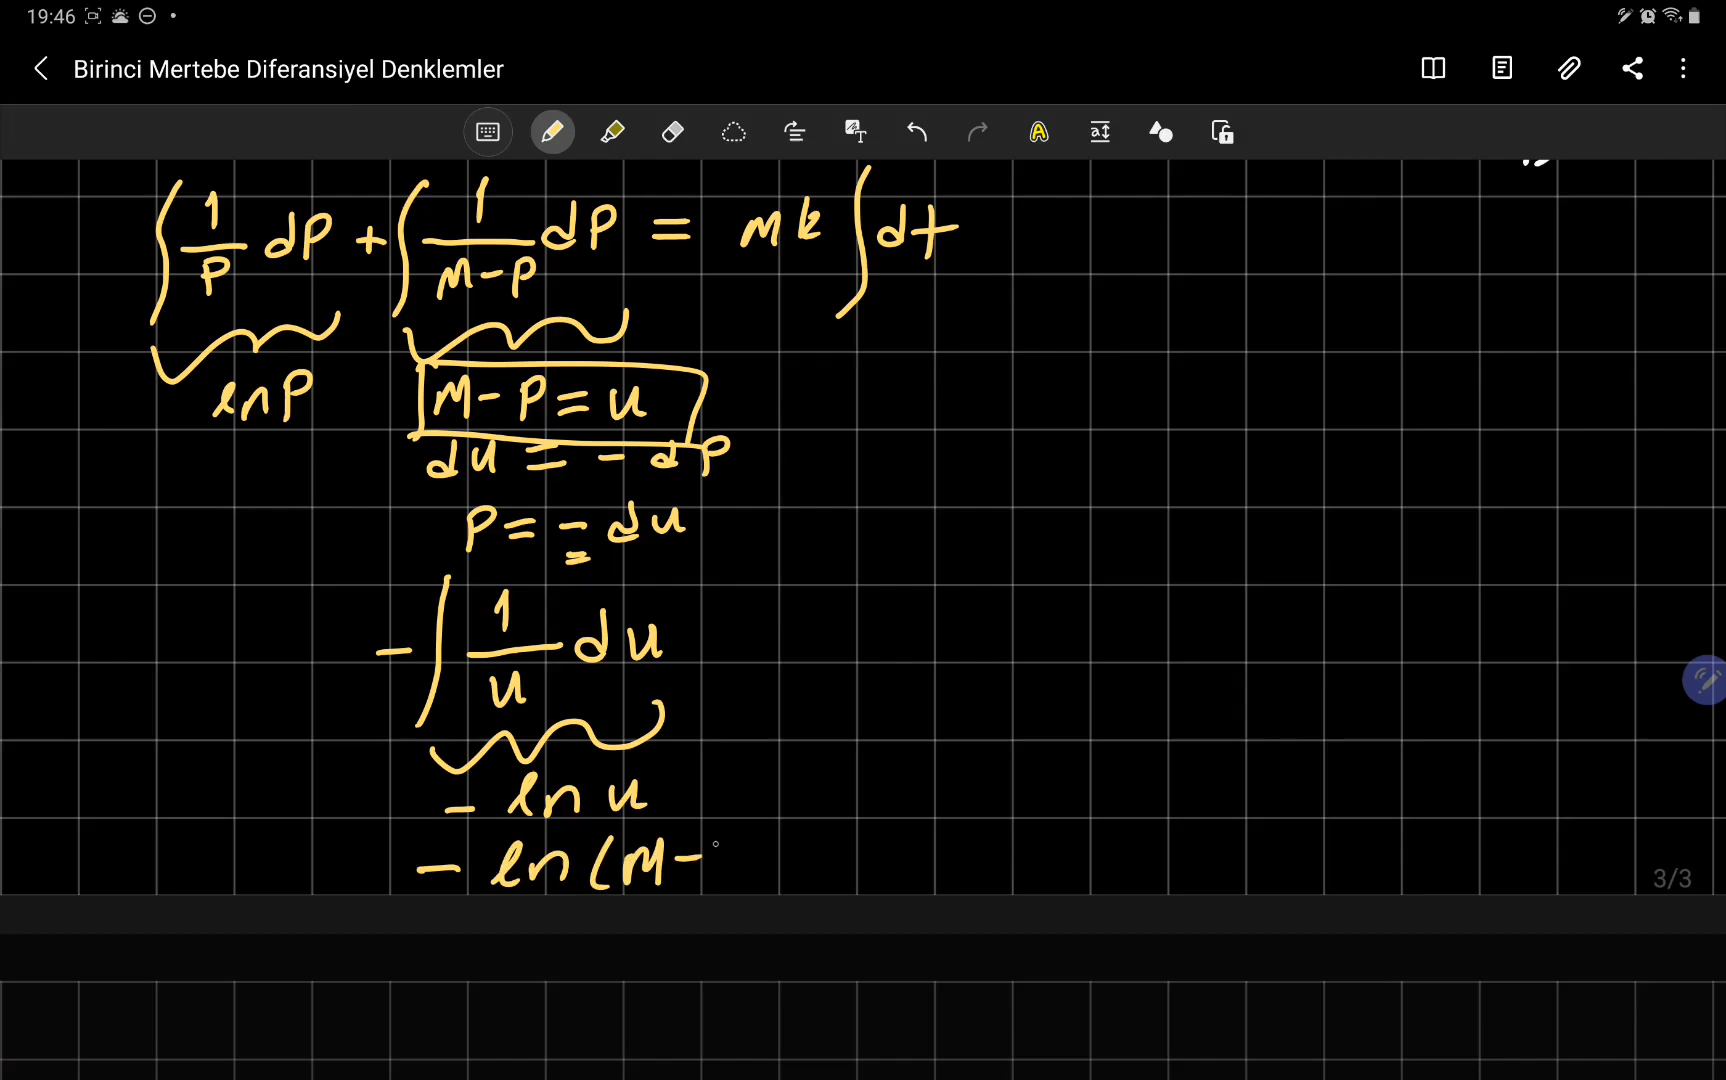 19:46
Birinci Mertebe Diferansiyel Denklemler
∫ 1/P dP + ∫ 1/(M-P) dP = mk ∫ dt
ln P
M - P = u
du = - dP
P = - du
- ∫ 1/u du
- ln u
- ln (M -
3/3